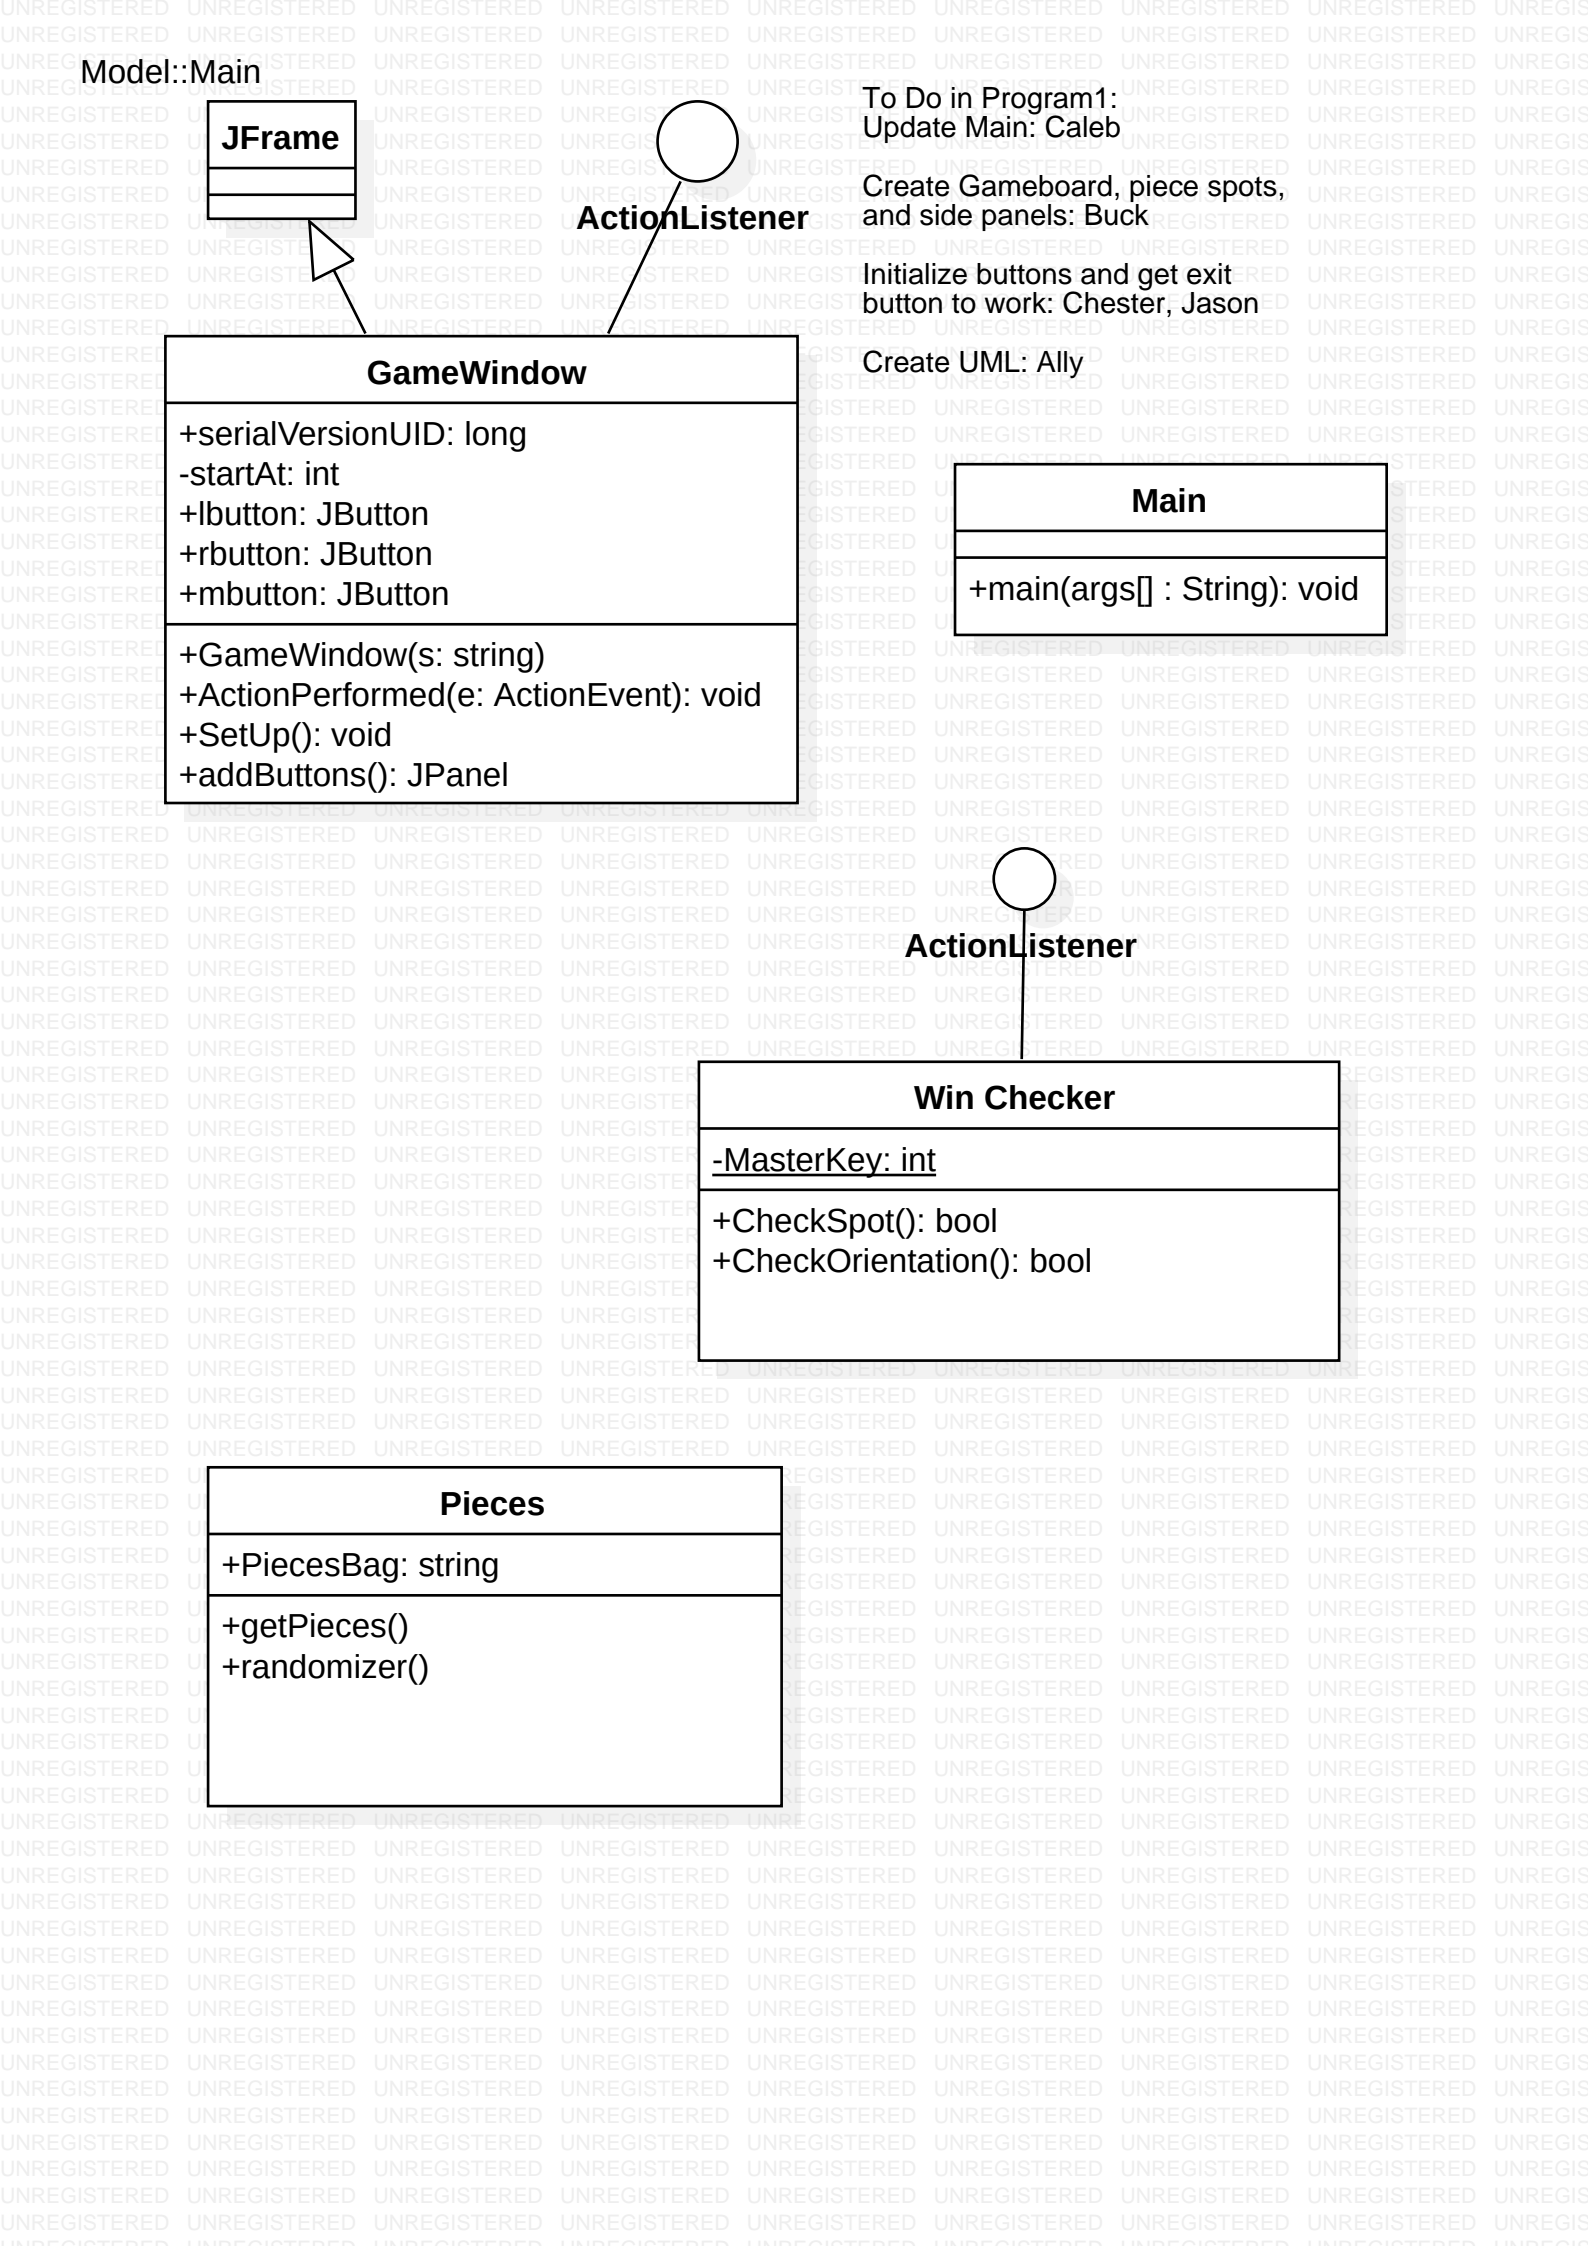 Model::Main
JFrame
ActionListener
To Do in Program1:
Update Main: Caleb
Create Gameboard, piece spots,
and side panels: Buck
Initialize buttons and get exit
button to work: Chester, Jason
Create UML: Ally
GameWindow
+serialVersionUID: long
-startAt: int
+lbutton: JButton
+rbutton: JButton
+mbutton: JButton
+GameWindow(s: string)
+ActionPerformed(e: ActionEvent): void
+SetUp(): void
+addButtons(): JPanel
Main
+main(args[] : String): void
ActionListener
Win Checker
-MasterKey: int
+CheckSpot(): bool
+CheckOrientation(): bool
Pieces
+PiecesBag: string
+getPieces()
+randomizer()
UNREGISTERED